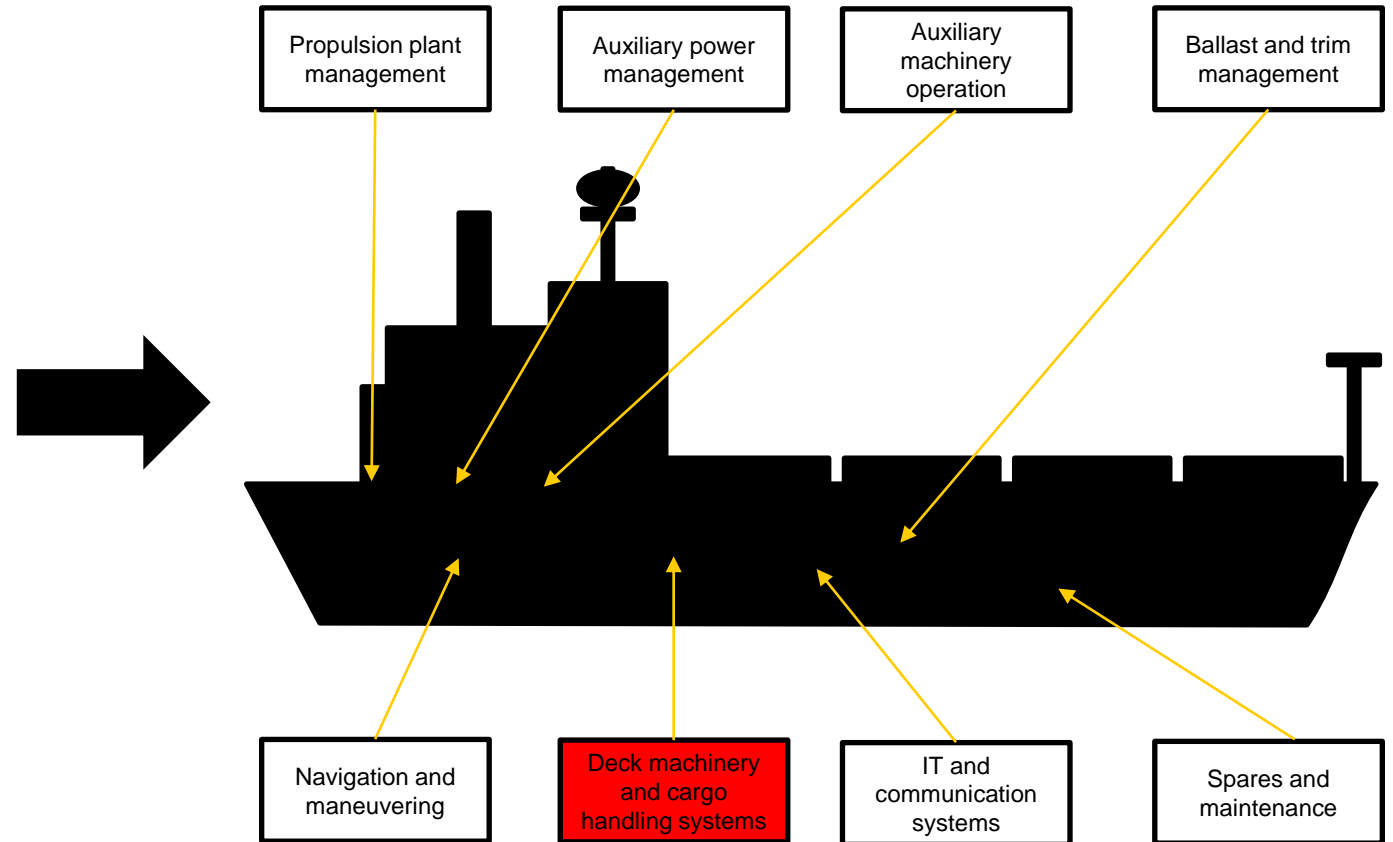 Propulsion plant
management
Auxiliary power
management
Auxiliary
machinery
operation
Ballast and trim
management
Navigation and
maneuvering
Deck machinery
and cargo
handling systems
IT and
communication
systems
Spares and
maintenance